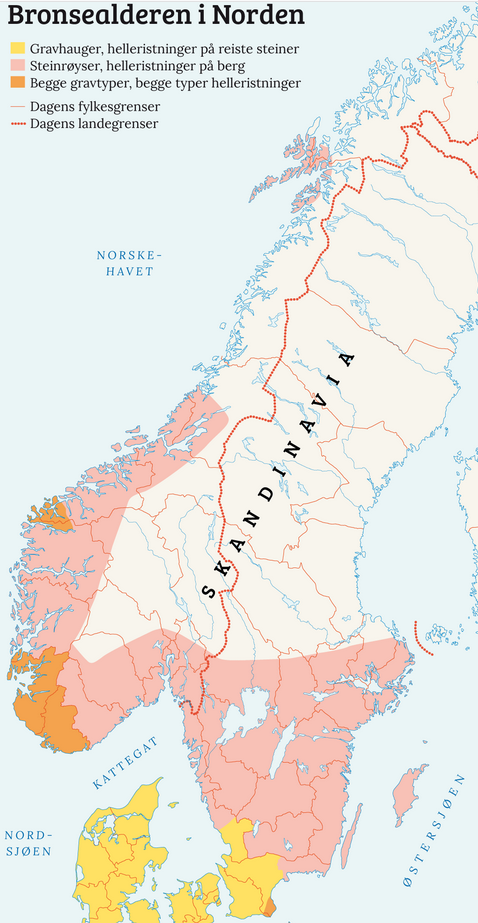 Bronsealderen i Norden
Gravhauger, helleristninger på reiste steiner
Steinrøyser, helleristninger på berg
Begge gravtyper, begge typer helleristninger
Dagens fylkesgrenser
Dagens landegrenser
NORSKE-
HAVET
SKANDINAVIA
KATTEGAT
NORD-
SJØEN
ØSTERSJØEN